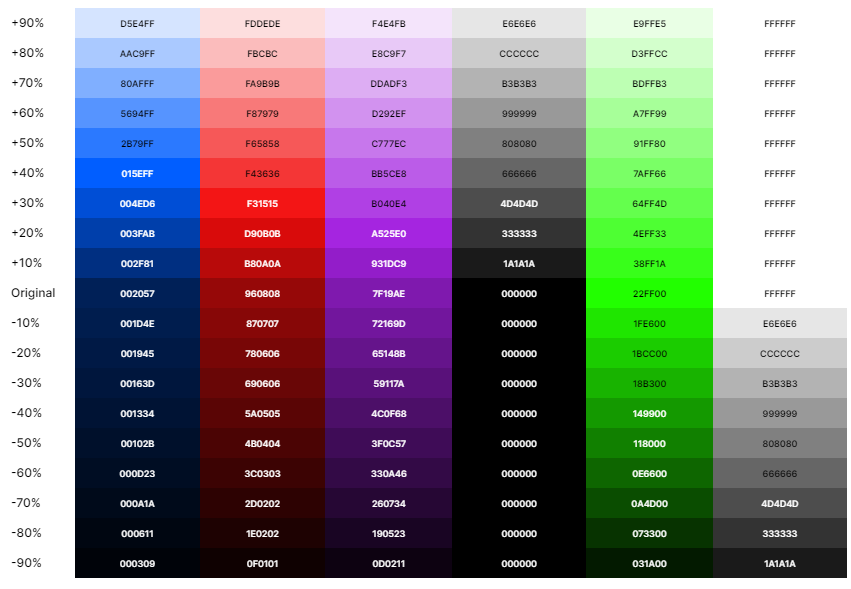 +90% D5E4FF FDDEDE F4E4FB E6E6E6 E9FFE5 FFFFFF
+80% AAC9FF FBCBC E8C9F7 CCCCCC D3FFCC FFFFFF
+70% 80AFFF FA9B9B DDADF3 B3B3B3 BDFFB3 FFFFFF
+60% 5694FF F87979 D292EF 999999 A7FF99 FFFFFF
+50% 2B79FF F65858 C777EC 808080 91FF80 FFFFFF
+40% 015EFF F43636 BB5CE8 666666 7AFF66 FFFFFF
+30% 004ED6 F31515 B040E4 4D4D4D 64FF4D FFFFFF
+20% 003FAB D90B0B A525E0 333333 4EFF33 FFFFFF
+10% 002F81 B80A0A 931DC9 1A1A1A 38FF1A FFFFFF
Original 002057 960808 7F19AE 000000 22FF00 FFFFFF
-10% 001D4E 870707 72169D 000000 1FE600 E6E6E6
-20% 001945 780606 65148B 000000 1BCC00 CCCCCC
-30% 00163D 690606 59117A 000000 18B300 B3B3B3
-40% 001334 5A0505 4C0F68 000000 149900 999999
-50% 00102B 4B0404 3F0C57 000000 118000 808080
-60% 000D23 3C0303 330A46 000000 0E6600 666666
-70% 000A1A 2D0202 260734 000000 0A4D00 4D4D4D
-80% 000611 1E0202 190523 000000 073300 333333
-90% 000309 0F0101 0D0211 000000 031A00 1A1A1A